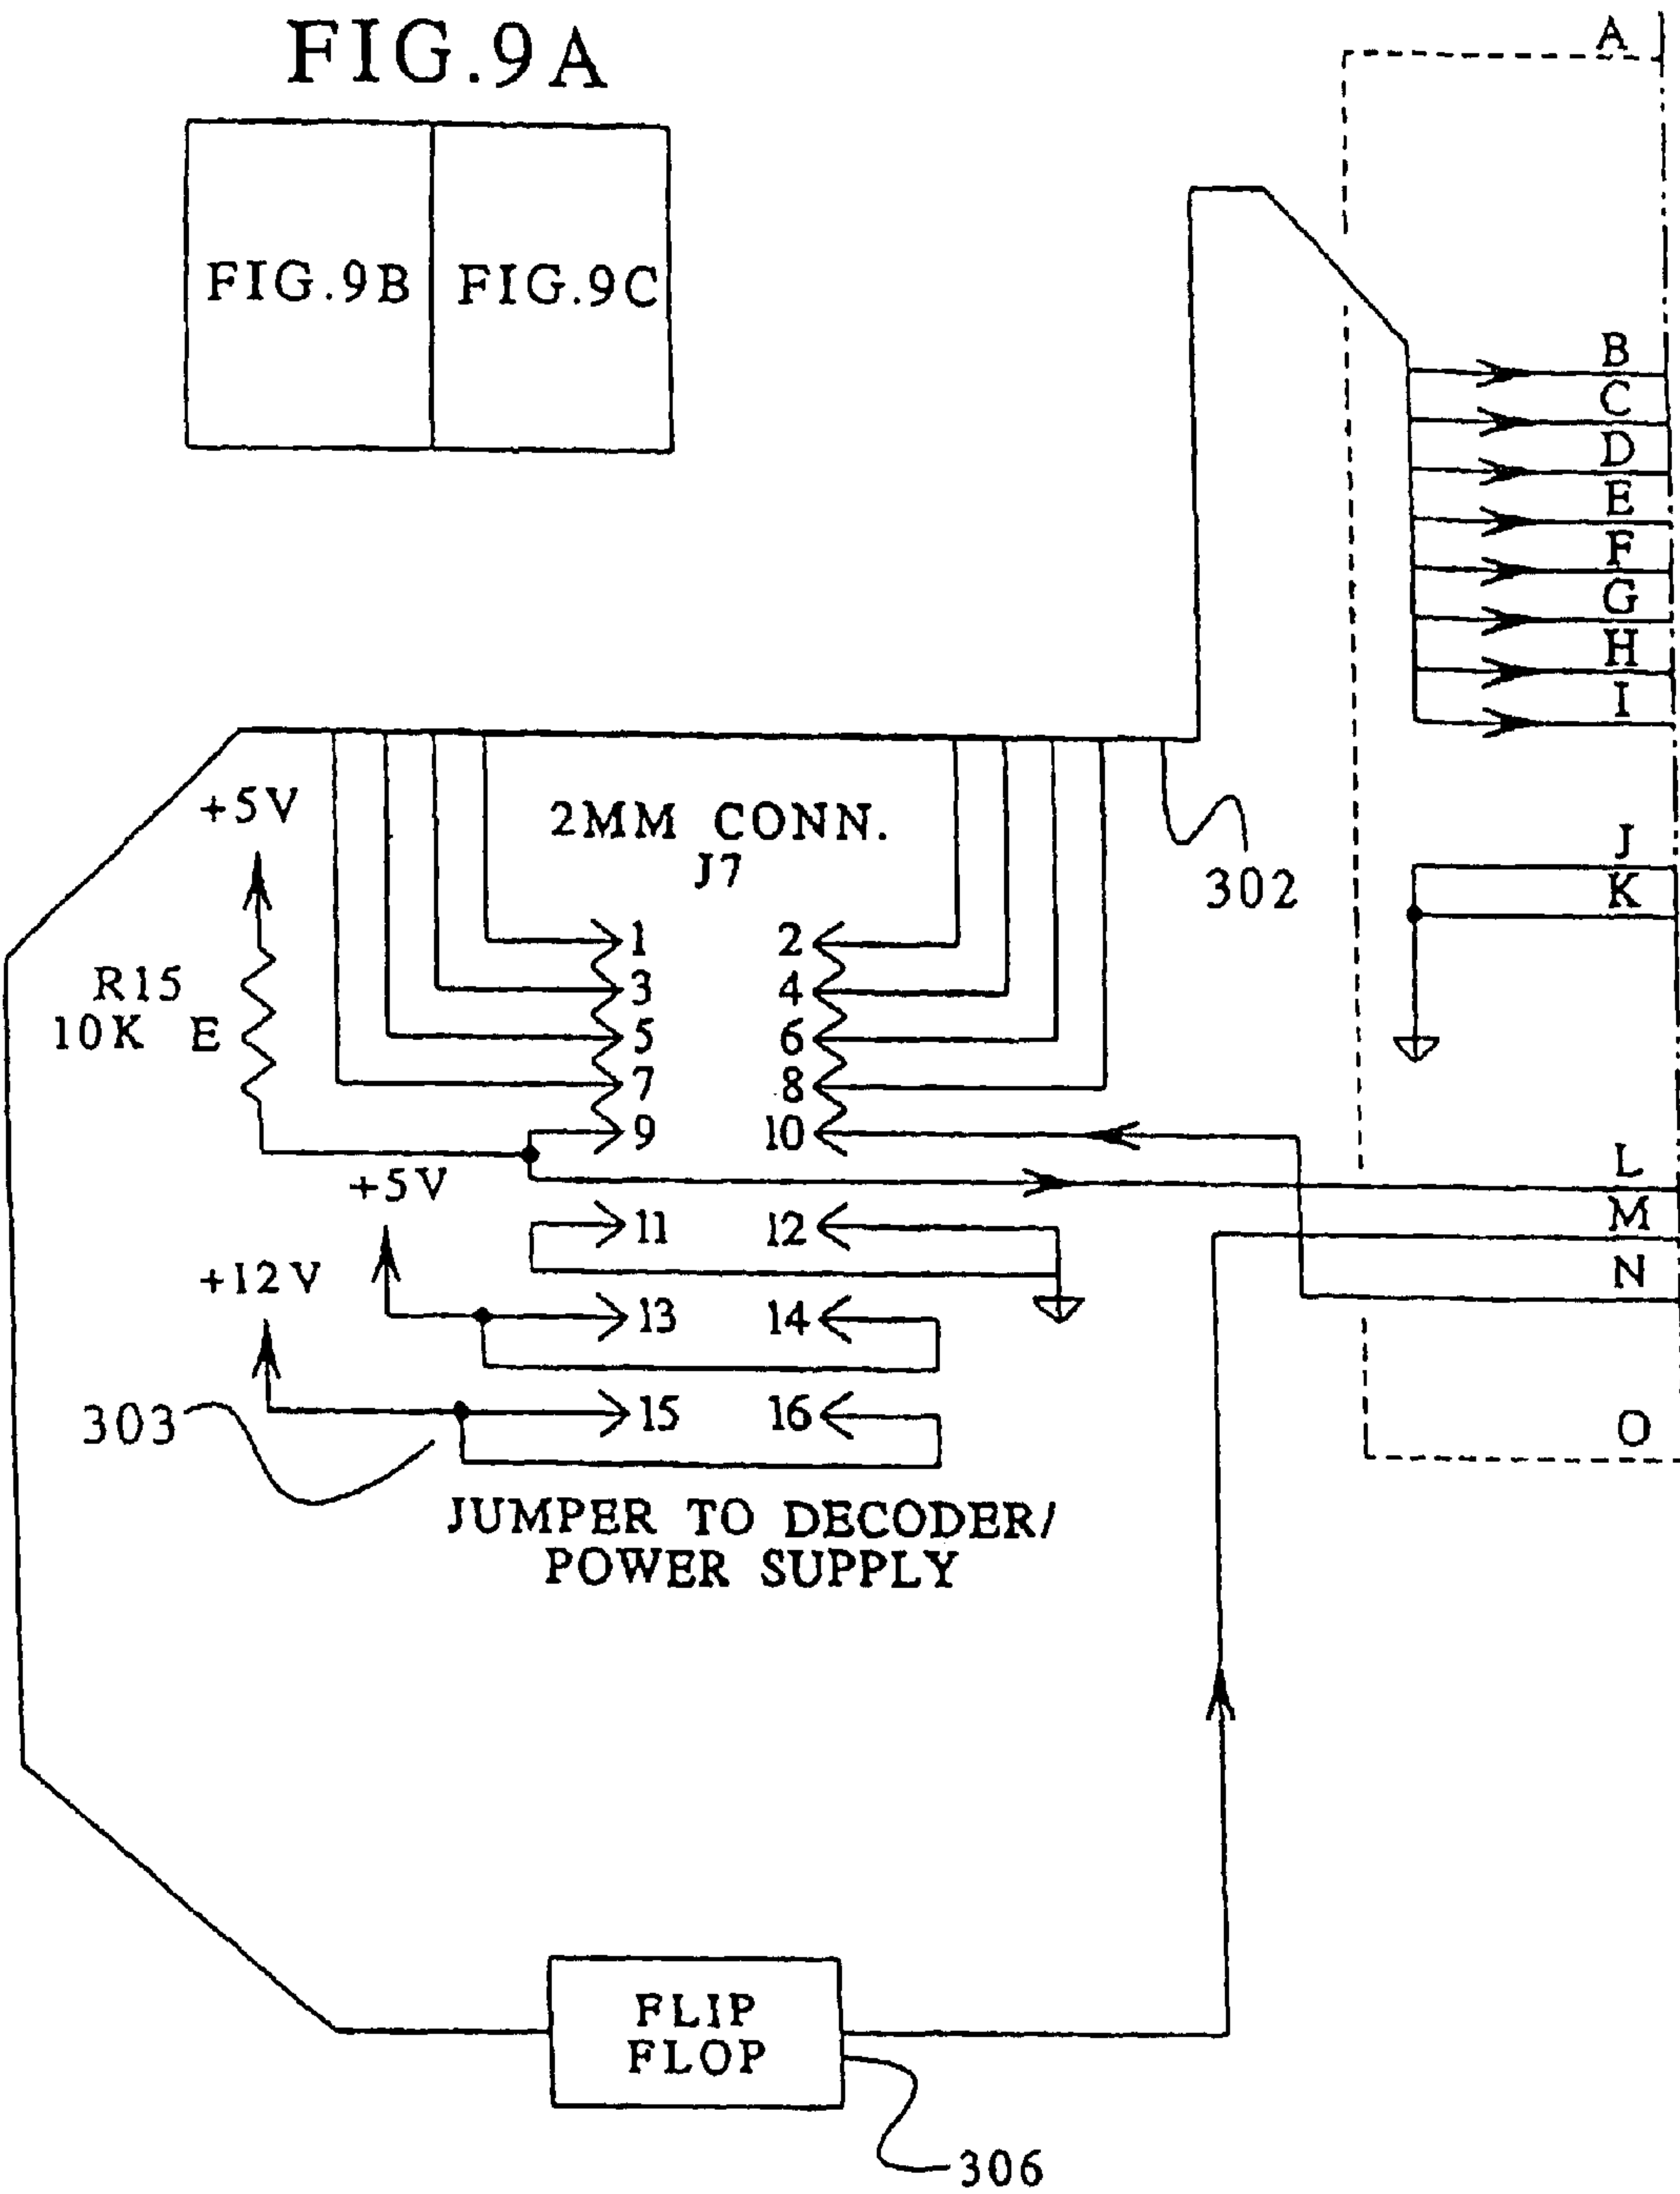 FIG.9A
FIG.9B FIG.9C
A
B
C
D
E
F
G
H
I
J
K
L
M
N
O
302
2MM CONN.
J7
+5V
R15
10K E
1 2
3 4
5 6
7 8
9 10
+5V
11 12
+12V
13 14
15 16
303
JUMPER TO DECODER/
POWER SUPPLY
FLIP
FLOP
306